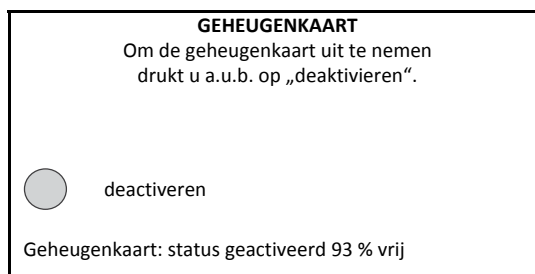 GEHEUGENKAART
Om de geheugenkaart uit te nemen
drukt u a.u.b. op „deaktivieren“.
deactiveren
Geheugenkaart: status geactiveerd 93 % vrij